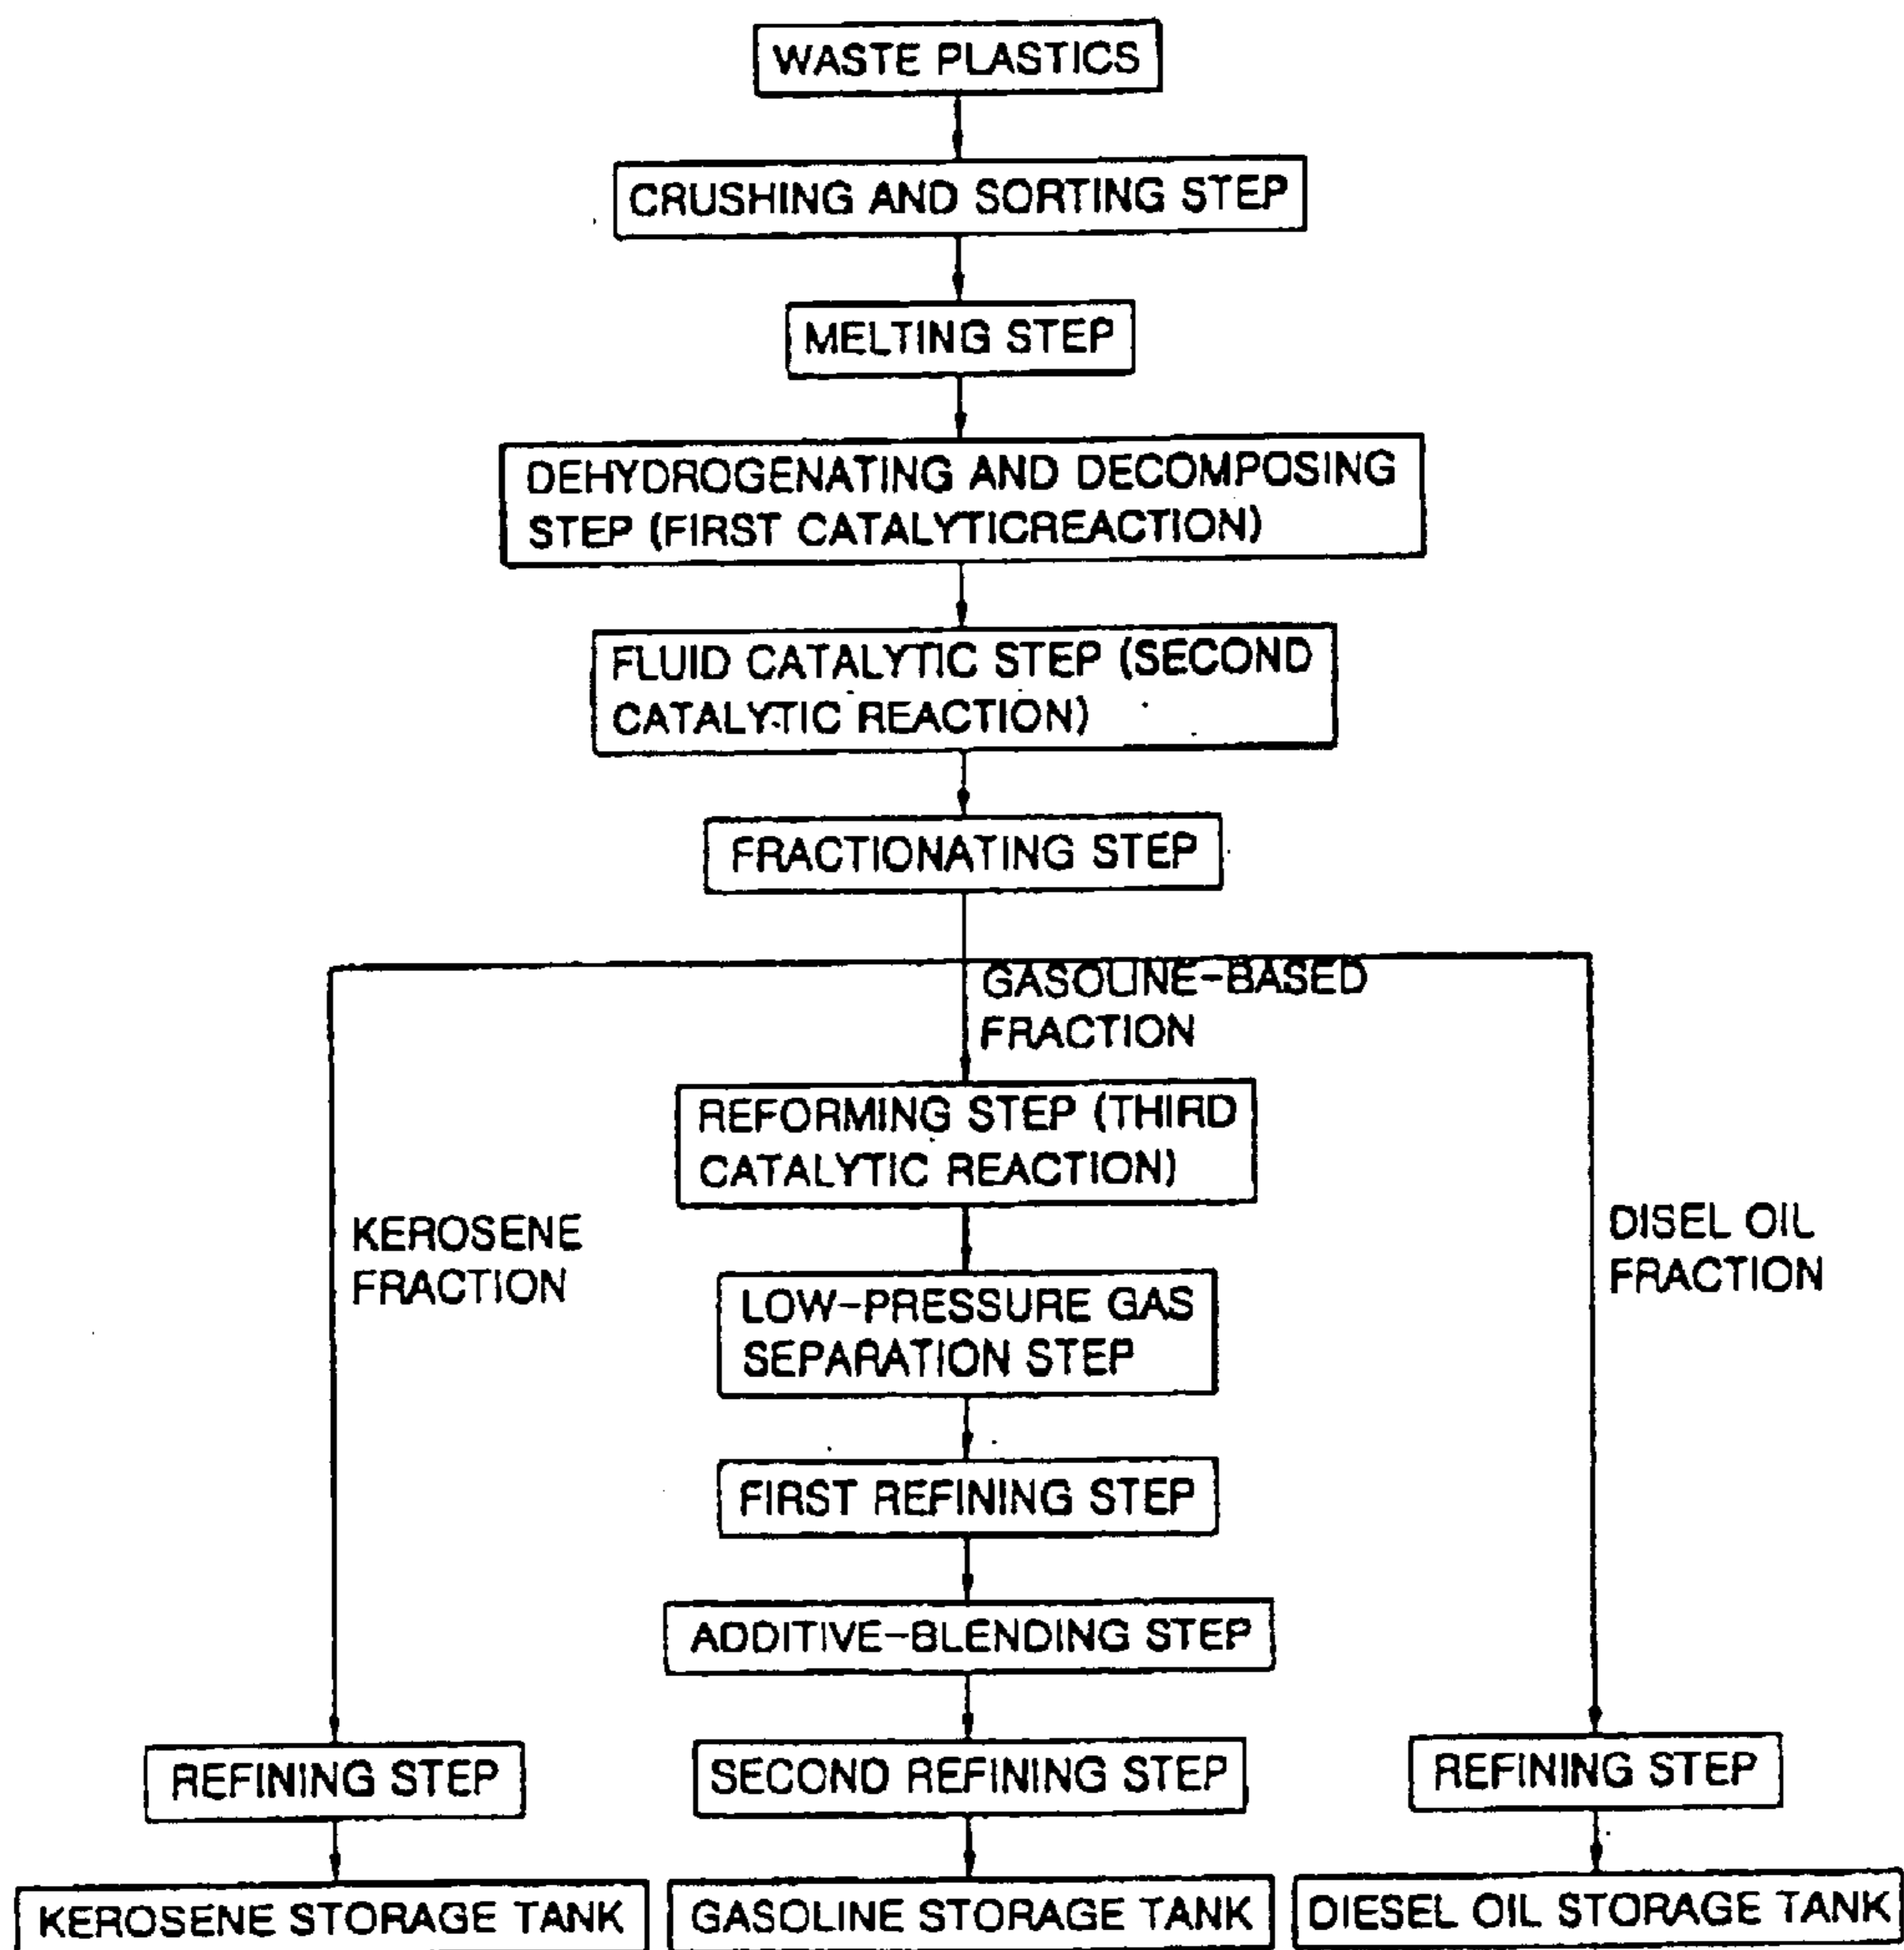 WASTE PLASTICS
CRUSHING AND SORTING STEP
MELTING STEP
DEHYDROGENATING AND DECOMPOSING
STEP (FIRST CATALYTICREACTION)
FLUID CATALYTIC STEP (SECOND
CATALYTIC REACTION)
FRACTIONATING STEP
GASOLINE-BASED
FRACTION
REFORMING STEP (THIRD
CATALYTIC REACTION)
KEROSENE
FRACTION
DISEL OIL
FRACTION
LOW-PRESSURE GAS
SEPARATION STEP
FIRST REFINING STEP
ADDITIVE-BLENDING STEP
REFINING STEP
SECOND REFINING STEP
REFINING STEP
KEROSENE STORAGE TANK
GASOLINE STORAGE TANK
DIESEL OIL STORAGE TANK